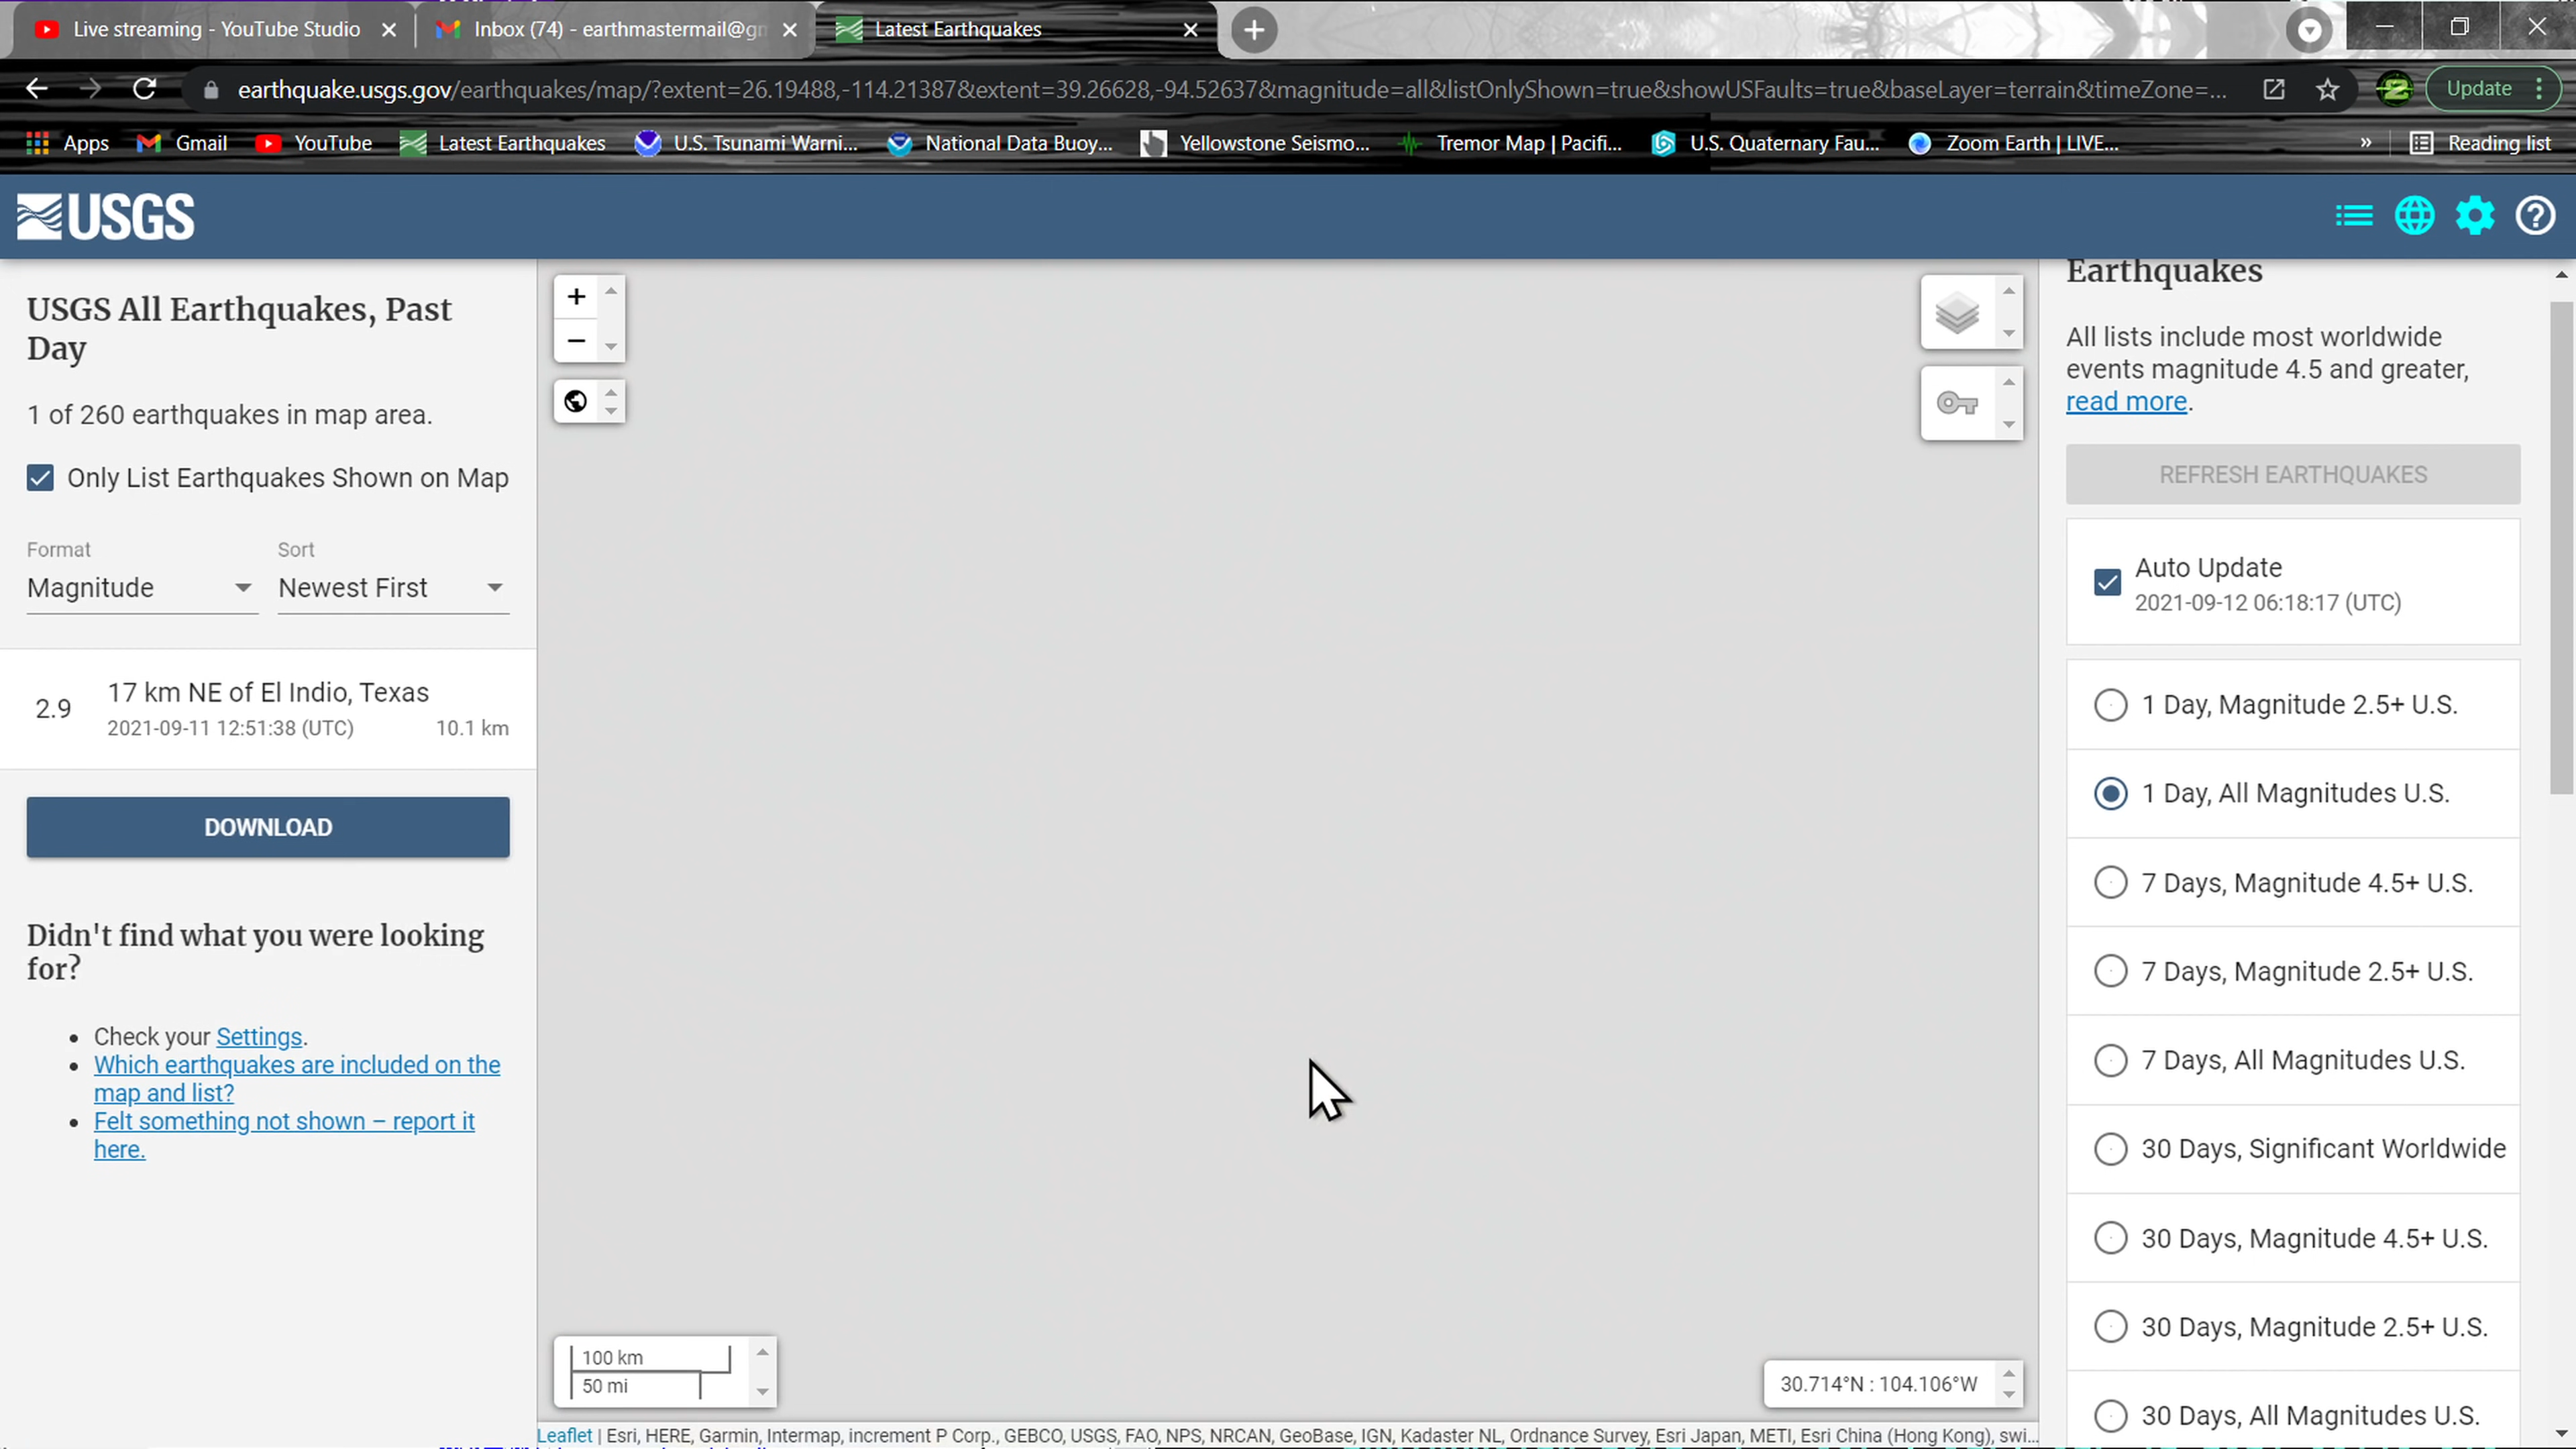 Live streaming - YouTube Studio
Inbox (74) - earthmastermail@gm
Latest Earthquakes
earthquake.usgs.gov/earthquakes/map/?extent=26.19488,-114.21387&extent=39.26628,-94.52637&magnitude=all&listOnlyShown=true&showUSFaults=true&baseLayer=terrain&timeZone=...
Update
Apps
Gmail
YouTube
Latest Earthquakes
U.S. Tsunami Warni...
National Data Buoy...
Yellowstone Seismo...
Tremor Map | Pacifi...
U.S. Quaternary Fau...
Zoom Earth | LIVE...
»
Reading list
USGS
USGS All Earthquakes, Past
Day
1 of 260 earthquakes in map area.
Only List Earthquakes Shown on Map
Format
Sort
Magnitude
Newest First
2.9
17 km NE of El Indio, Texas
2021-09-11 12:51:38 (UTC)
10.1 km
DOWNLOAD
Didn't find what you were looking
for?
Check your Settings.
Which earthquakes are included on the
map and list?
Felt something not shown – report it
here.
+
−
100 km
50 mi
30.714°N : 104.106°W
Leaflet | Esri, HERE, Garmin, Intermap, increment P Corp., GEBCO, USGS, FAO, NPS, NRCAN, GeoBase, IGN, Kadaster NL, Ordnance Survey, Esri Japan, METI, Esri China (Hong Kong), swi...
Earthquakes
All lists include most worldwide
events magnitude 4.5 and greater,
read more.
REFRESH EARTHQUAKES
Auto Update
2021-09-12 06:18:17 (UTC)
1 Day, Magnitude 2.5+ U.S.
1 Day, All Magnitudes U.S.
7 Days, Magnitude 4.5+ U.S.
7 Days, Magnitude 2.5+ U.S.
7 Days, All Magnitudes U.S.
30 Days, Significant Worldwide
30 Days, Magnitude 4.5+ U.S.
30 Days, Magnitude 2.5+ U.S.
30 Days, All Magnitudes U.S.